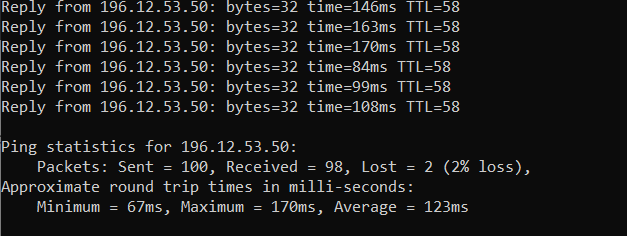 Reply from 196.12.53.50: bytes=32 time=146ms TTL=58
Reply from 196.12.53.50: bytes=32 time=163ms TTL=58
Reply from 196.12.53.50: bytes=32 time=170ms TTL=58
Reply from 196.12.53.50: bytes=32 time=84ms TTL=58
Reply from 196.12.53.50: bytes=32 time=99ms TTL=58
Reply from 196.12.53.50: bytes=32 time=108ms TTL=58
Ping statistics for 196.12.53.50:
    Packets: Sent = 100, Received = 98, Lost = 2 (2% loss),
Approximate round trip times in milli-seconds:
    Minimum = 67ms, Maximum = 170ms, Average = 123ms